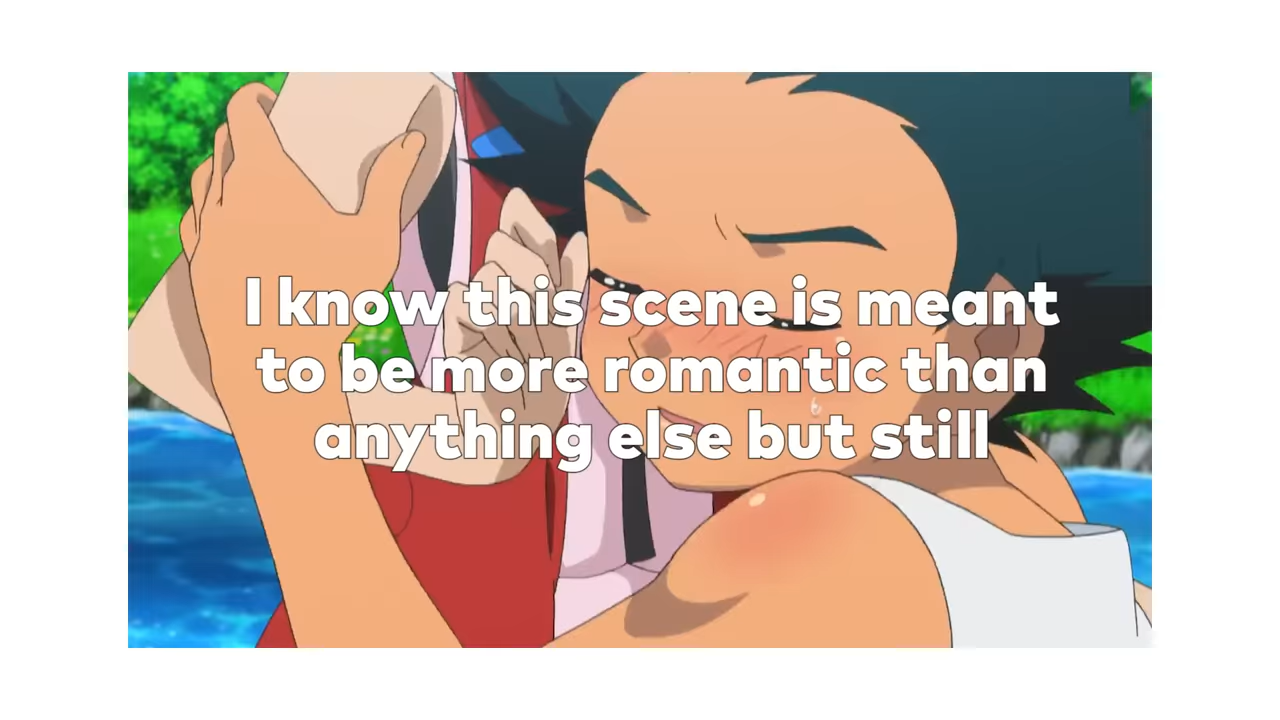 I know this scene is meant
to be more romantic than
anything else but still